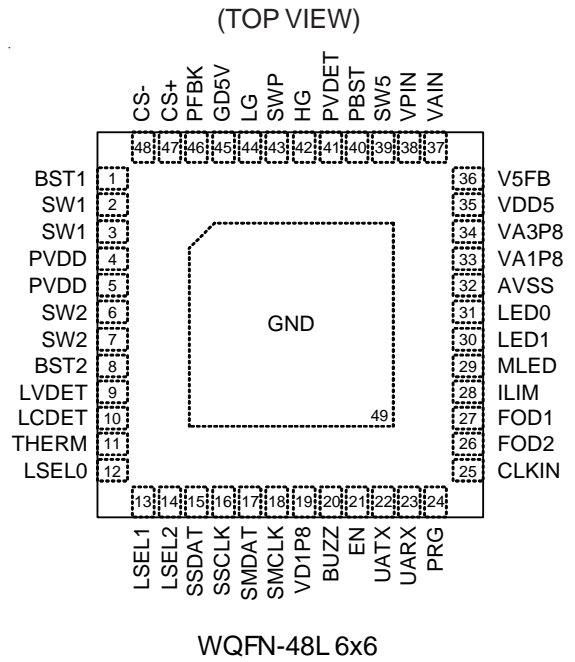 (TOP VIEW)
CS-
CS+
PFBK
GD5V
LG
SWP
HG
PVDET
PBST
SW5
VPIN
VAIN
48 47 46 45 44 43 42 41 40 39 38 37
BST1 1
SW1 2
SW1 3
PVDD 4
PVDD 5
SW2 6
SW2 7
BST2 8
LVDET 9
LCDET 10
THERM 11
LSEL0 12
GND
49
36 V5FB
35 VDD5
34 VA3P8
33 VA1P8
32 AVSS
31 LED0
30 LED1
29 MLED
28 ILIM
27 FOD1
26 FOD2
25 CLKIN
13 14 15 16 17 18 19 20 21 22 23 24
LSEL1
LSEL2
SSDAT
SSCLK
SMDAT
SMCLK
VD1P8
BUZZ
EN
UATX
UARX
PRG
WQFN-48L 6x6